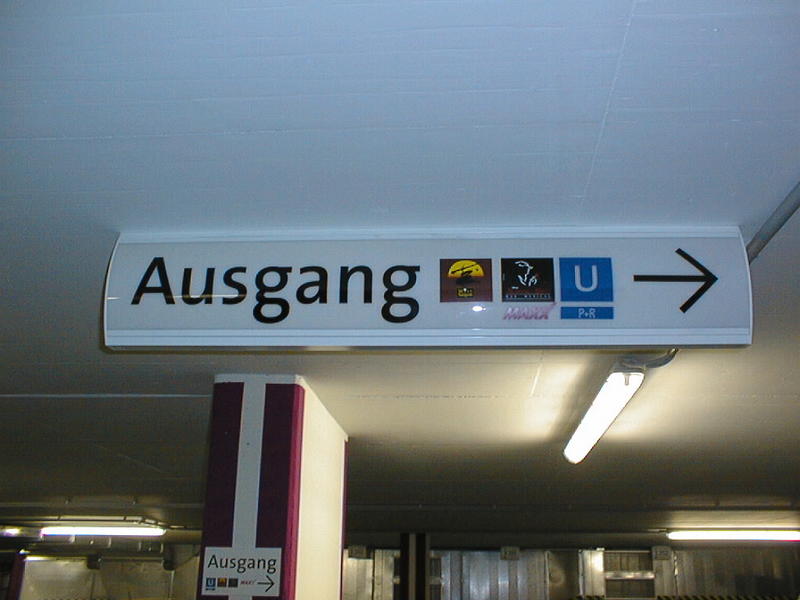 Ausgang U →
MAXX P+R
Ausgang
U →